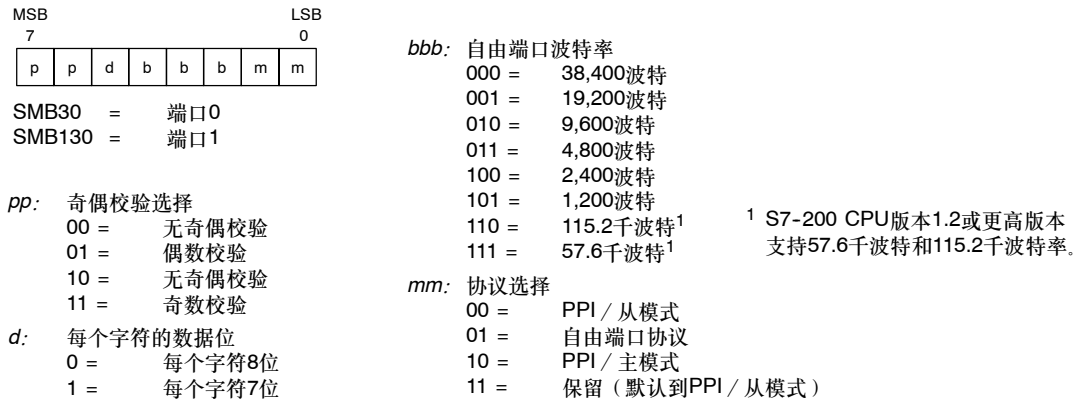 MSB LSB
7 0
p p d b b b m m
SMB30 = 端口0
SMB130 = 端口1
pp: 奇偶校验选择
00 = 无奇偶校验
01 = 偶数校验
10 = 无奇偶校验
11 = 奇数校验
d: 每个字符的数据位
0 = 每个字符8位
1 = 每个字符7位
bbb: 自由端口波特率
000 = 38,400波特
001 = 19,200波特
010 = 9,600波特
011 = 4,800波特
100 = 2,400波特
101 = 1,200波特
110 = 115.2千波特1
111 = 57.6千波特1
mm: 协议选择
00 = PPI/从模式
01 = 自由端口协议
10 = PPI/主模式
11 = 保留(默认到PPI/从模式)
1 S7-200 CPU版本1.2或更高版本
支持57.6千波特和115.2千波特率。